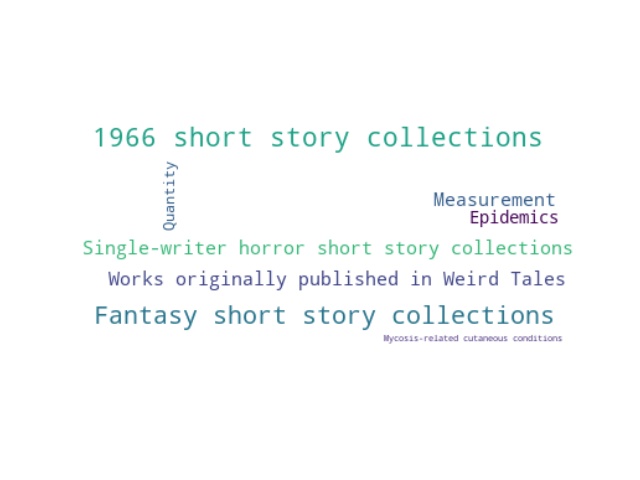 1966 short story collections
Quantity
Measurement
Epidemics
Single-writer horror short story collections
Works originally published in Weird Tales
Fantasy short story collections
Mycosis-related cutaneous conditions